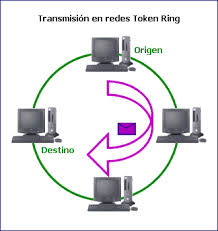 Transmisión en redes Token Ring
Origen
Destino